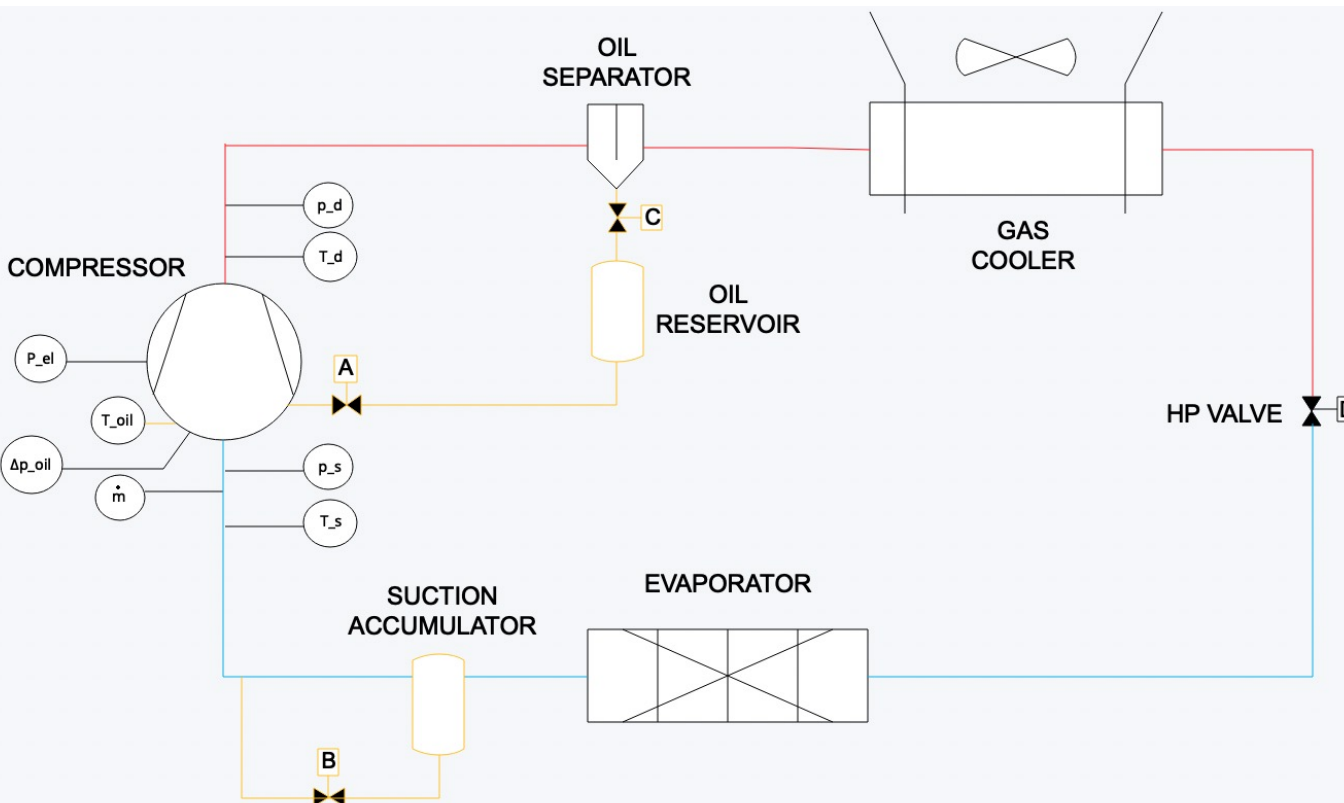 OIL
SEPARATOR
p_d
C
T_d
GAS
COOLER
COMPRESSOR
OIL
RESERVOIR
P_el
A
T_oil
HP VALVE
Δp_oil
p_s
ṁ
T_s
EVAPORATOR
SUCTION
ACCUMULATOR
B